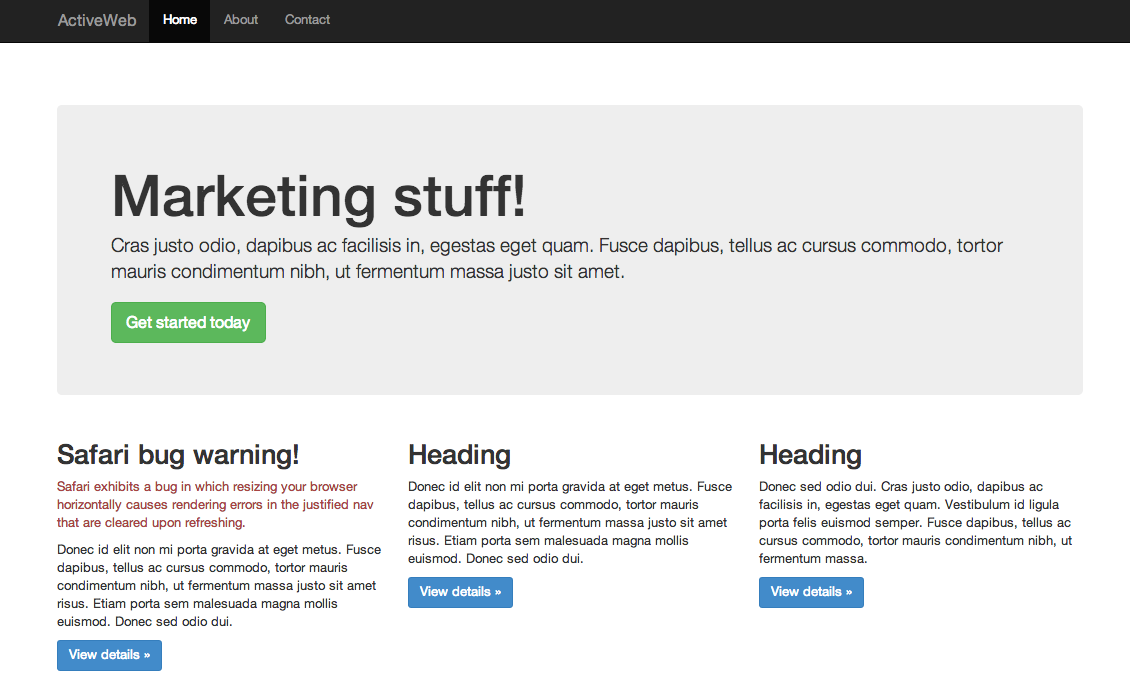 ActiveWeb Home About Contact
Marketing stuff!
Cras justo odio, dapibus ac facilisis in, egestas eget quam. Fusce dapibus, tellus ac cursus commodo, tortor
mauris condimentum nibh, ut fermentum massa justo sit amet.
Get started today
Safari bug warning!
Safari exhibits a bug in which resizing your browser
horizontally causes rendering errors in the justified nav
that are cleared upon refreshing.
Donec id elit non mi porta gravida at eget metus. Fusce
dapibus, tellus ac cursus commodo, tortor mauris
condimentum nibh, ut fermentum massa justo sit amet
risus. Etiam porta sem malesuada magna mollis
euismod. Donec sed odio dui.
View details »
Heading
Donec id elit non mi porta gravida at eget metus. Fusce
dapibus, tellus ac cursus commodo, tortor mauris
condimentum nibh, ut fermentum massa justo sit amet
risus. Etiam porta sem malesuada magna mollis
euismod. Donec sed odio dui.
View details »
Heading
Donec sed odio dui. Cras justo odio, dapibus ac
facilisis in, egestas eget quam. Vestibulum id ligula
porta felis euismod semper. Fusce dapibus, tellus ac
cursus commodo, tortor mauris condimentum nibh, ut
fermentum massa.
View details »